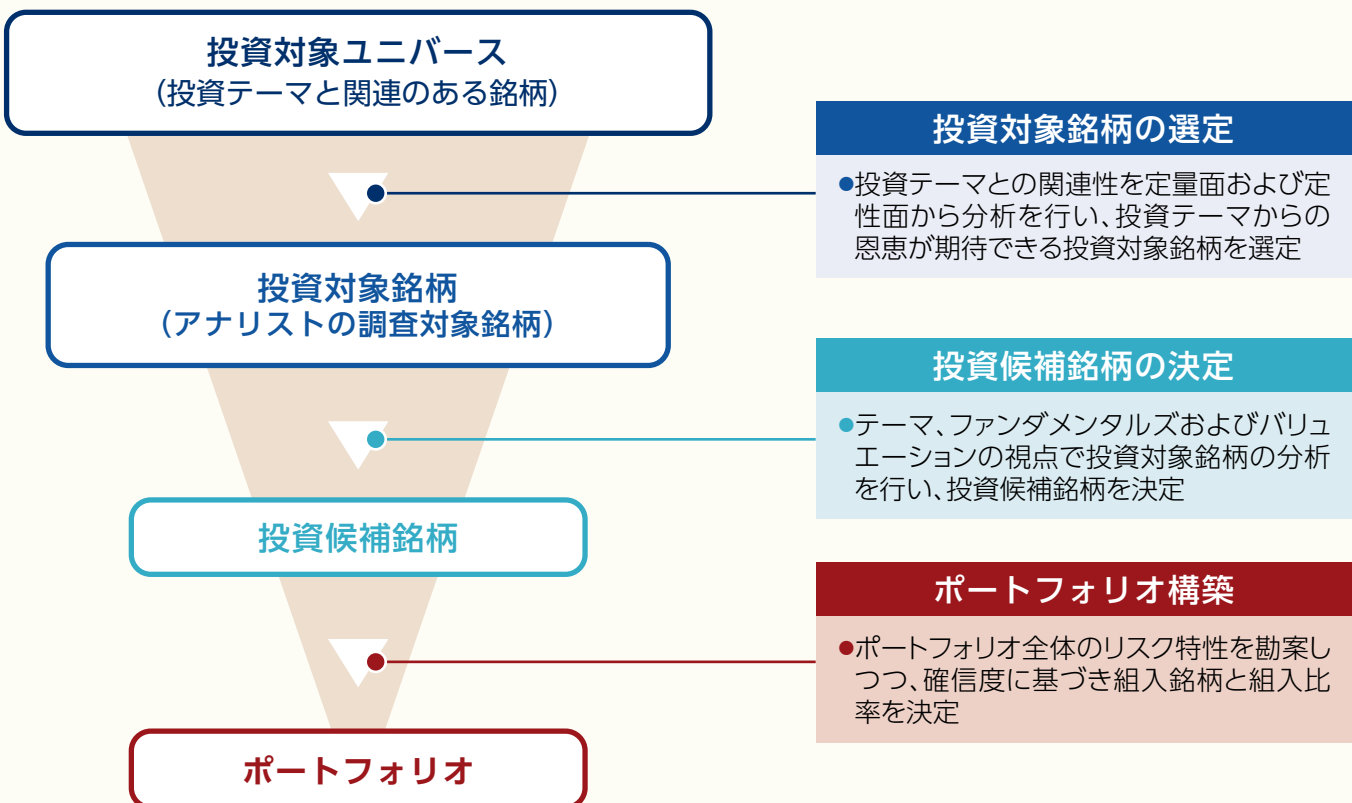 投資対象ユニバース
(投資テーマと関連のある銘柄)
投資対象銘柄の選定
●投資テーマとの関連性を定量面および定
性面から分析を行い、投資テーマからの
恩恵が期待できる投資対象銘柄を選定
投資対象銘柄
(アナリストの調査対象銘柄)
投資候補銘柄の決定
●テーマ、ファンダメンタルズおよびバリュ
エーションの視点で投資対象銘柄の分析
を行い、投資候補銘柄を決定
投資候補銘柄
ポートフォリオ構築
●ポートフォリオ全体のリスク特性を勘案し
つつ、確信度に基づき組入銘柄と組入比
率を決定
ポートフォリオ